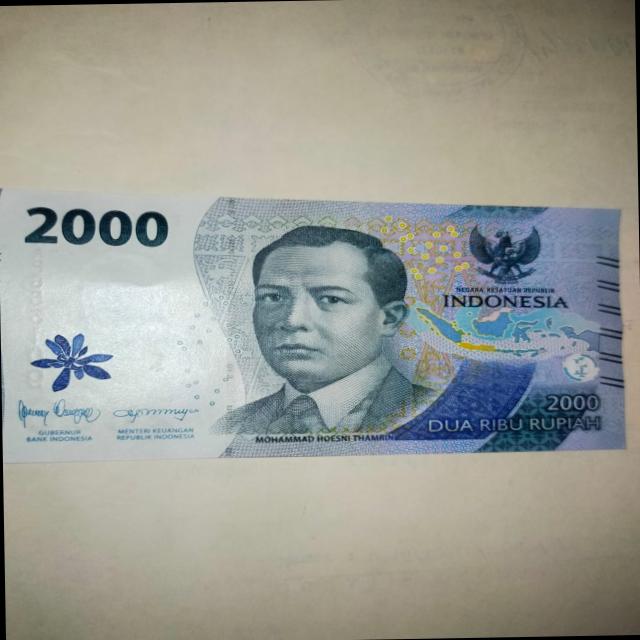 2000
NEGARA KESATUAN REPUBLIK
INDONESIA
GUBERNUR
BANK INDONESIA
MENTERI KEUANGAN
REPUBLIK INDONESIA
MOHAMMAD HOESNI THAMRIN
2000
DUA RIBU RUPIAH